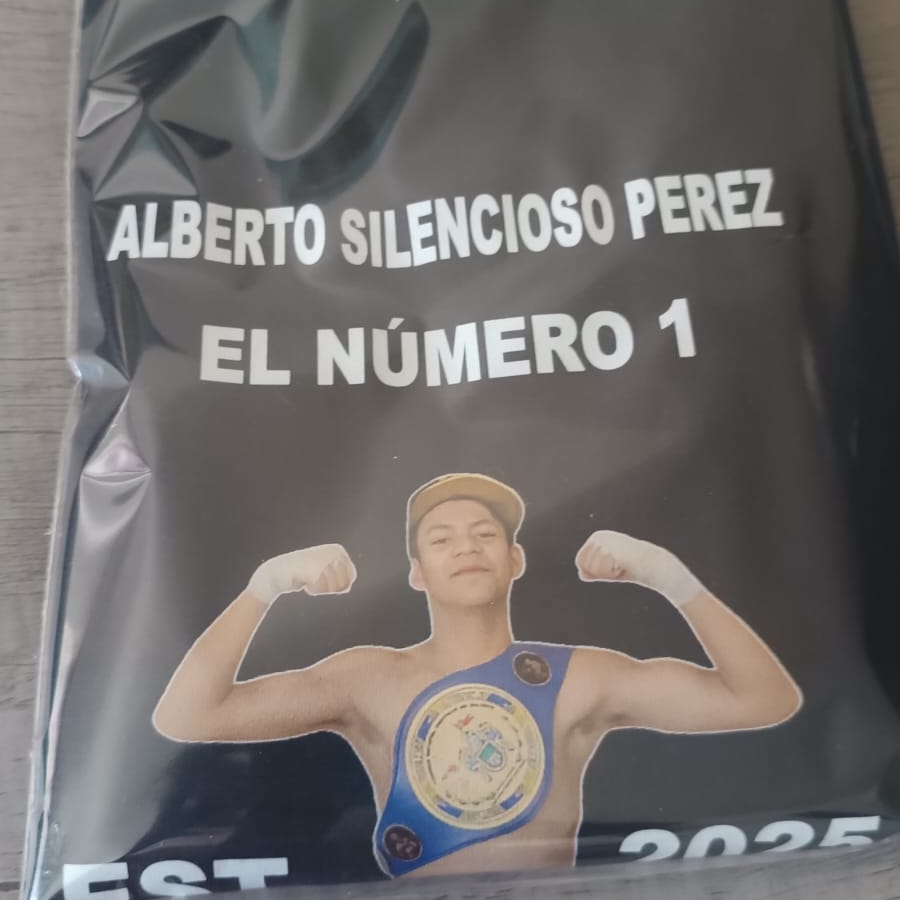 ALBERTO SILENCIOSO PEREZ
EL NÚMERO 1
EST 2025